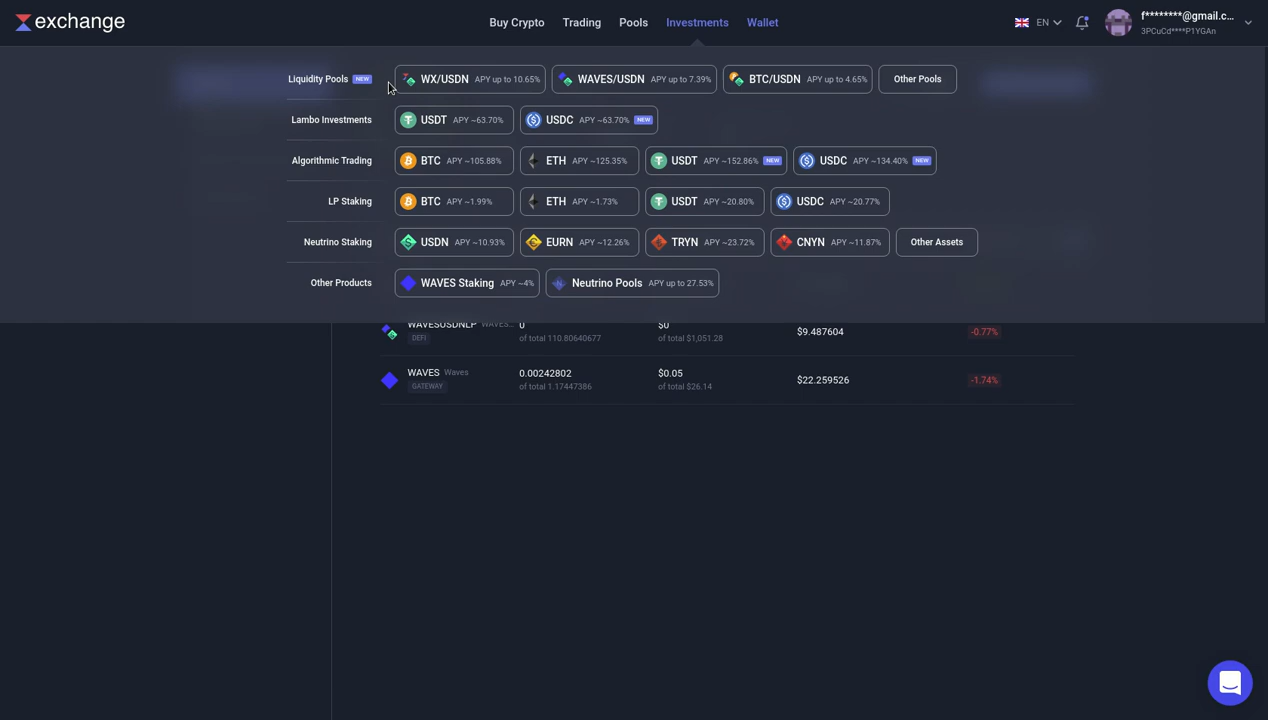 exchange Buy Crypto Trading Pools Investments Wallet EN f********@gmail.c...
3PCuCd****P1YGAn
Liquidity Pools NEW WX/USDN APY up to 10.65% WAVES/USDN APY up to 7.39% BTC/USDN APY up to 4.65% Other Pools
Lambo Investments USDT APY ~63.70% USDC APY ~63.70% NEW
Algorithmic Trading BTC APY ~105.88% ETH APY ~125.35% USDT APY ~152.86% NEW USDC APY ~134.40% NEW
LP Staking BTC APY ~1.99% ETH APY ~1.73% USDT APY ~20.80% USDC APY ~20.77%
Neutrino Staking USDN APY ~10.93% EURN APY ~12.26% TRYN APY ~23.72% CNYN APY ~11.87% Other Assets
Other Products WAVES Staking APY ~4% Neutrino Pools APY up to 27.53%
WAVESUSDNLP WAVES... 0 $0 $9.487604 -0.77%
DEFI of total 110.80640677 of total $1,051.28
WAVES Waves 0.00242802 $0.05 $22.259526 -1.74%
GATEWAY of total 1.17447386 of total $26.14